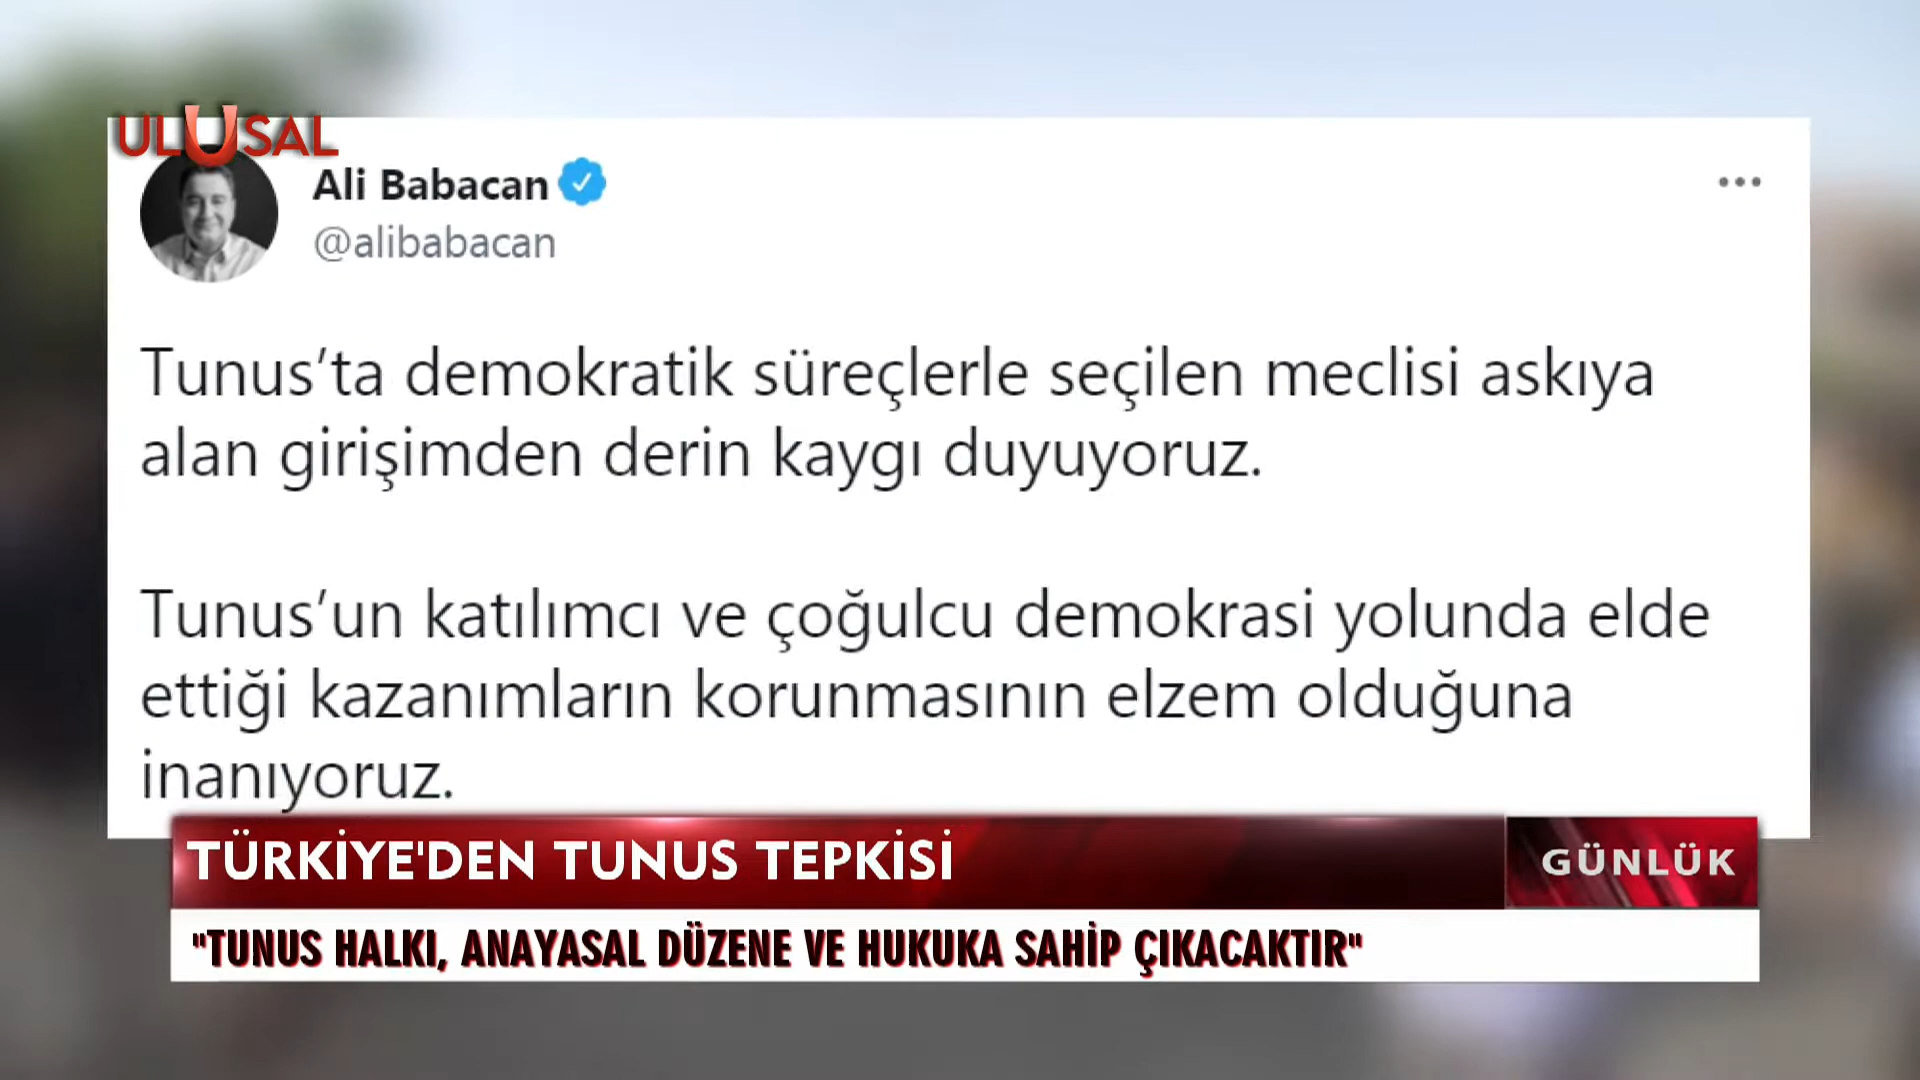 ULUSAL
Ali Babacan
@alibabacan
Tunus’ta demokratik süreçlerle seçilen meclisi askıya
alan girişimden derin kaygı duyuyoruz.
Tunus’un katılımcı ve çoğulcu demokrasi yolunda elde
ettiği kazanımların korunmasının elzem olduğuna
inanıyoruz.
TÜRKİYE'DEN TUNUS TEPKİSİ
GÜNLÜK
"TUNUS HALKI, ANAYASAL DÜZENE VE HUKUKA SAHİP ÇIKACAKTIR"